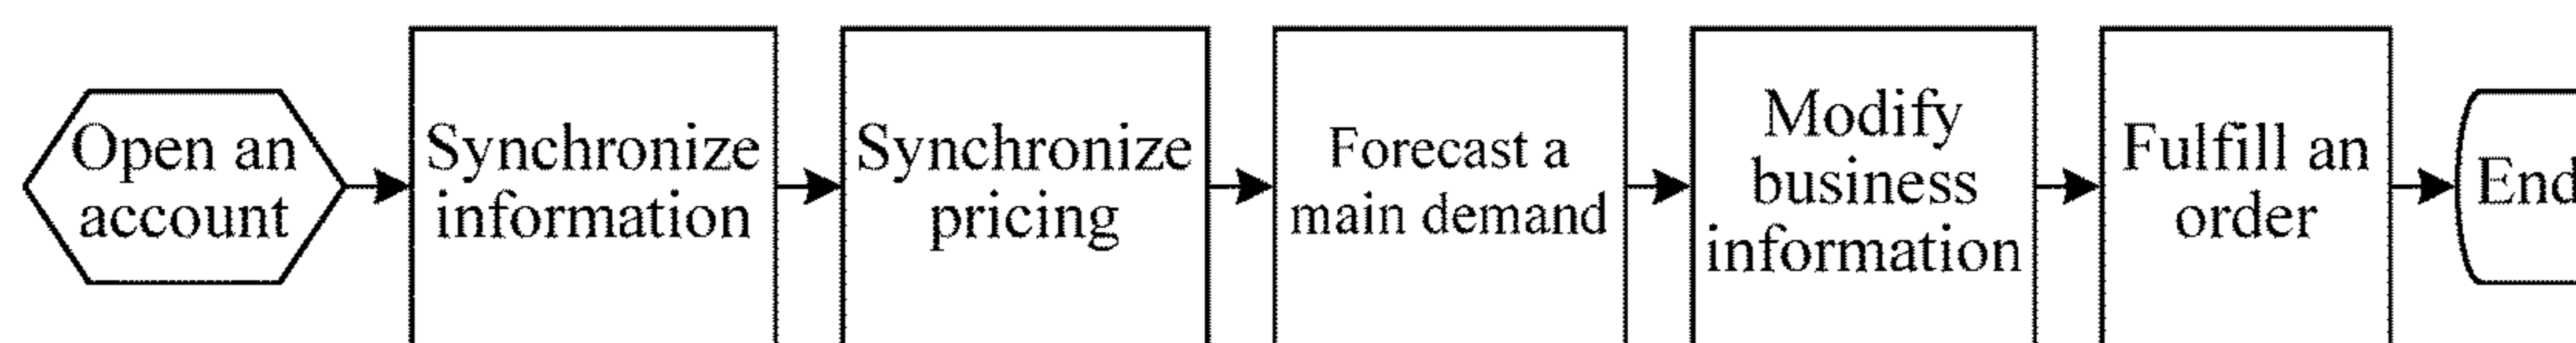 Open an
account
Synchronize
information
Synchronize
pricing
Forecast a
main demand
Modify
business
information
Fulfill an
order
End